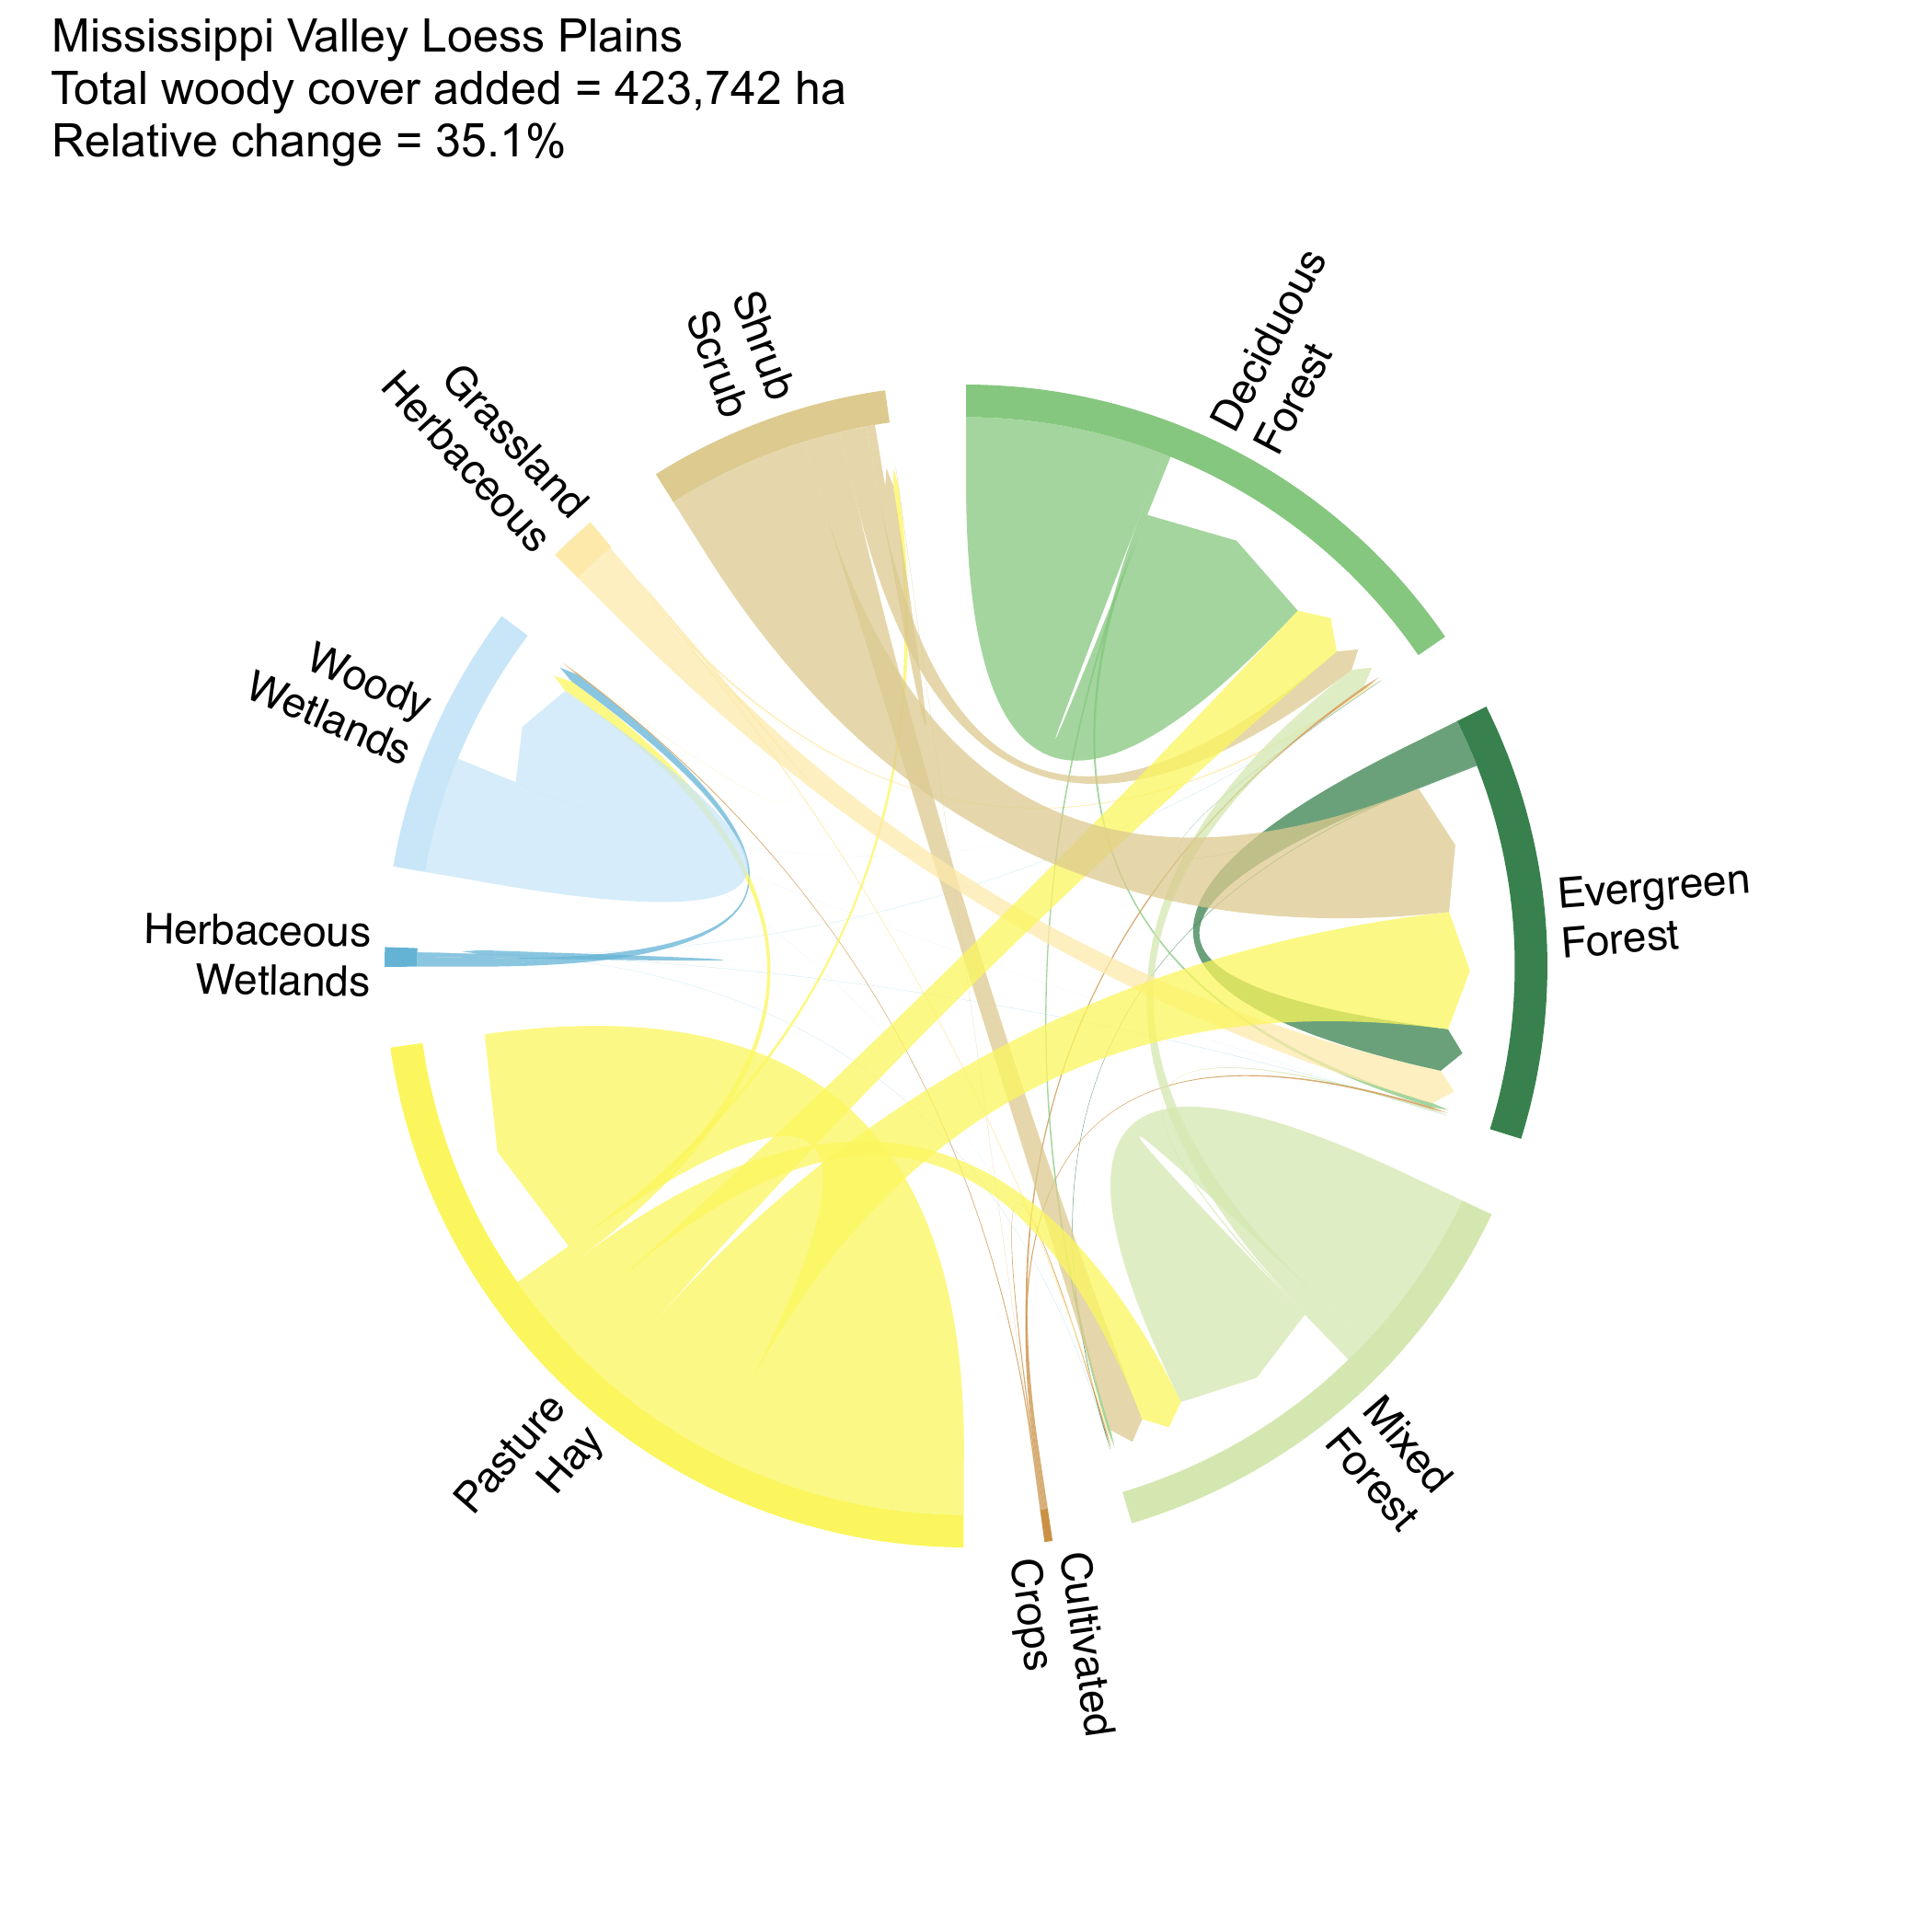 Mississippi Valley Loess Plains
Total woody cover added = 423,742 ha
Relative change = 35.1%
Deciduous
Forest
Evergreen
Forest
Mixed
Forest
Cultivated
Crops
Pasture
Hay
Herbaceous
Wetlands
Woody
Wetlands
Grassland
Herbaceous
Shrub
Scrub